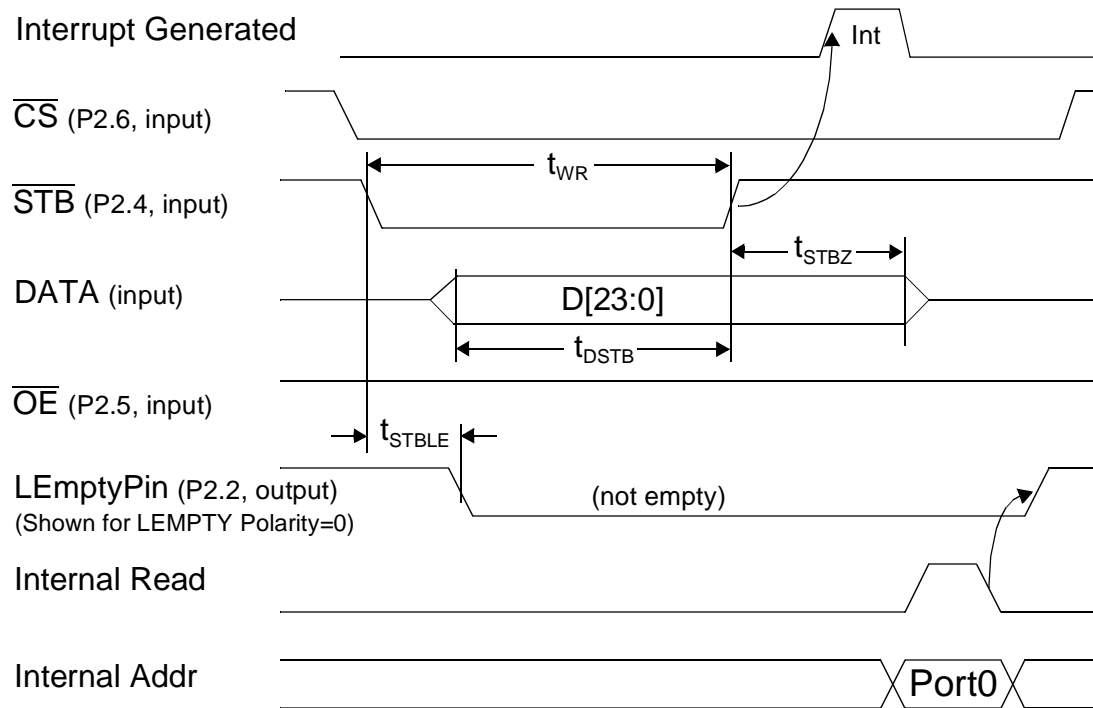 Interrupt Generated
Int
CS (P2.6, input)
tWR
STB (P2.4, input)
tSTBZ
DATA (input)
D[23:0]
tDSTB
OE (P2.5, input)
tSTBLE
LEmptyPin (P2.2, output)
(not empty)
(Shown for LEMPTY Polarity=0)
Internal Read
Internal Addr
Port0